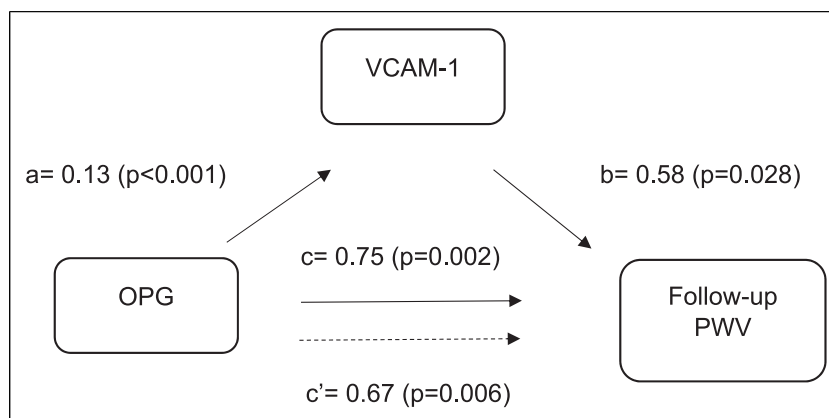 VCAM-1
a= 0.13 (p<0.001)
b= 0.58 (p=0.028)
c= 0.75 (p=0.002)
OPG
Follow-up
PWV
c’= 0.67 (p=0.006)